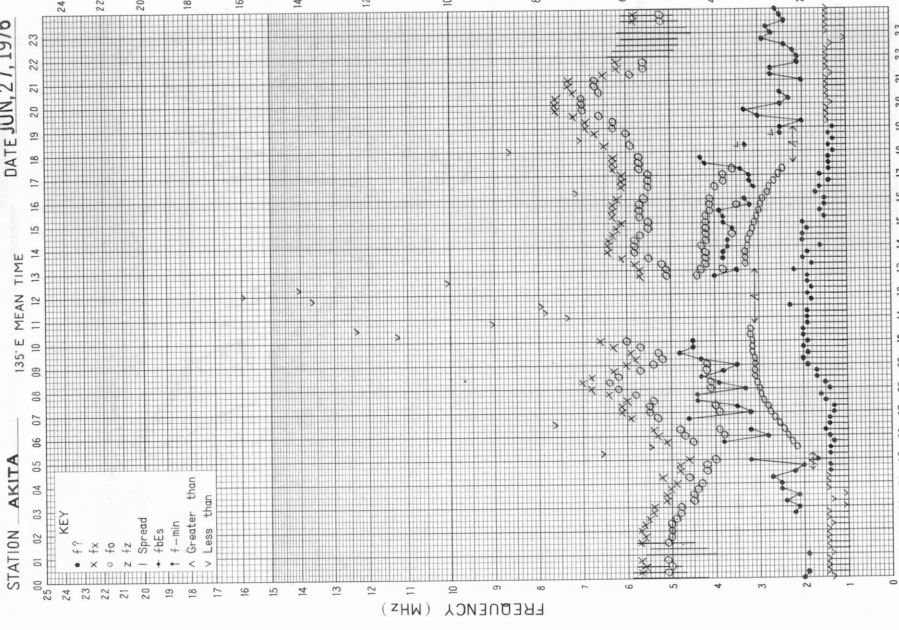 STATION AKITA
135° E MEAN TIME
DATE JUN, 27, 1976
00 01 02 03 04 05 06 07 08 09 10 11 12 13 14 15 16 17 18 19 20 21 22 23
KEY
• f?
× fx
○ fo
z fz
| Spread
fbEs
f-min
∧ Greater than
∨ Less than
FREQUENCY (MHz)
25
24
23
22
21
20
19
18
17
16
15
14
13
12
11
10
9
8
7
6
5
4
3
2
1
0